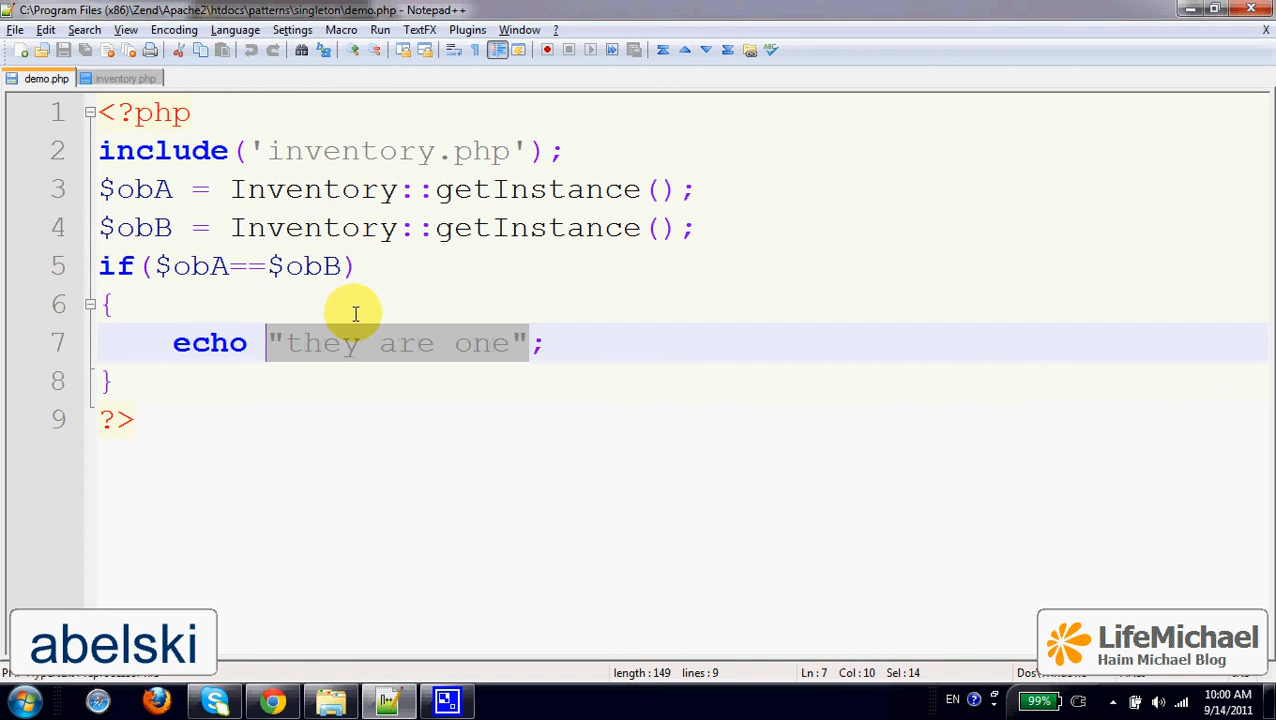 C:\Program Files (x86)\Zend\Apache2\htdocs\patterns\singleton\demo.php - Notepad++
File Edit Search View Encoding Language Settings Macro Run TextFX Plugins Window ? X
demo.php inventory.php
1 <?php
2 include('inventory.php');
3 $obA = Inventory::getInstance();
4 $obB = Inventory::getInstance();
5 if($obA==$obB)
6 {
7 echo "they are one";
8 }
9 ?>
abelski
LifeMichael
Haim Michael Blog
length:149 lines:9 Ln:7 Col:10 Sel:14
EN 99% 10:00 AM
9/14/2011